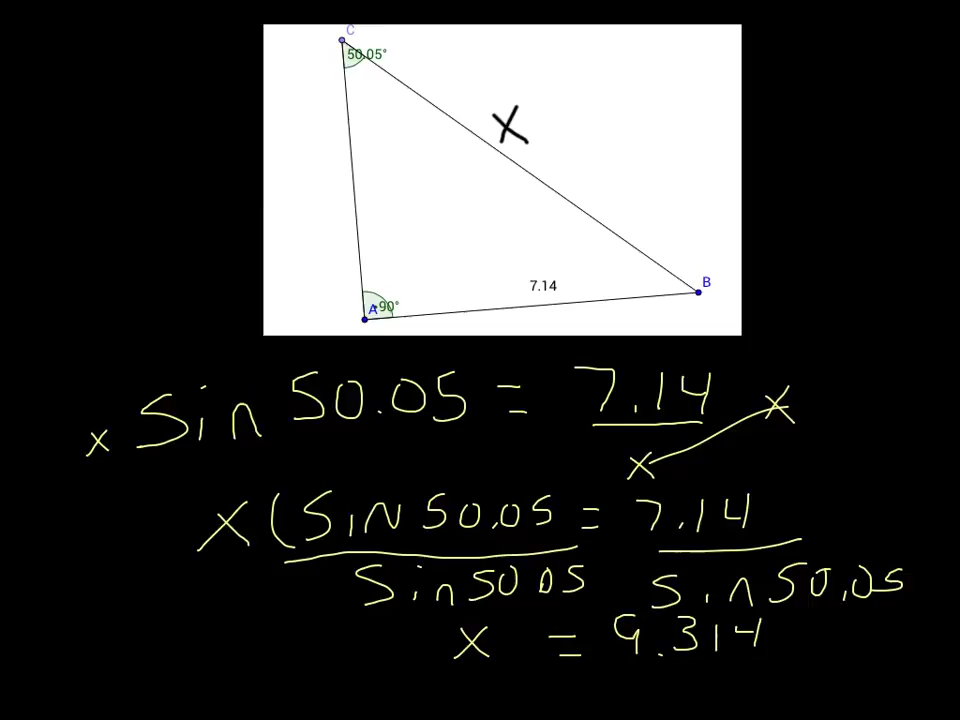 C
50.05°
X
7.14
B
A 90°
x Sin 50.05 = 7.14 x
x
x (Sin 50.05 = 7.14
Sin 50 05 Sin 50.05
x = 9.314